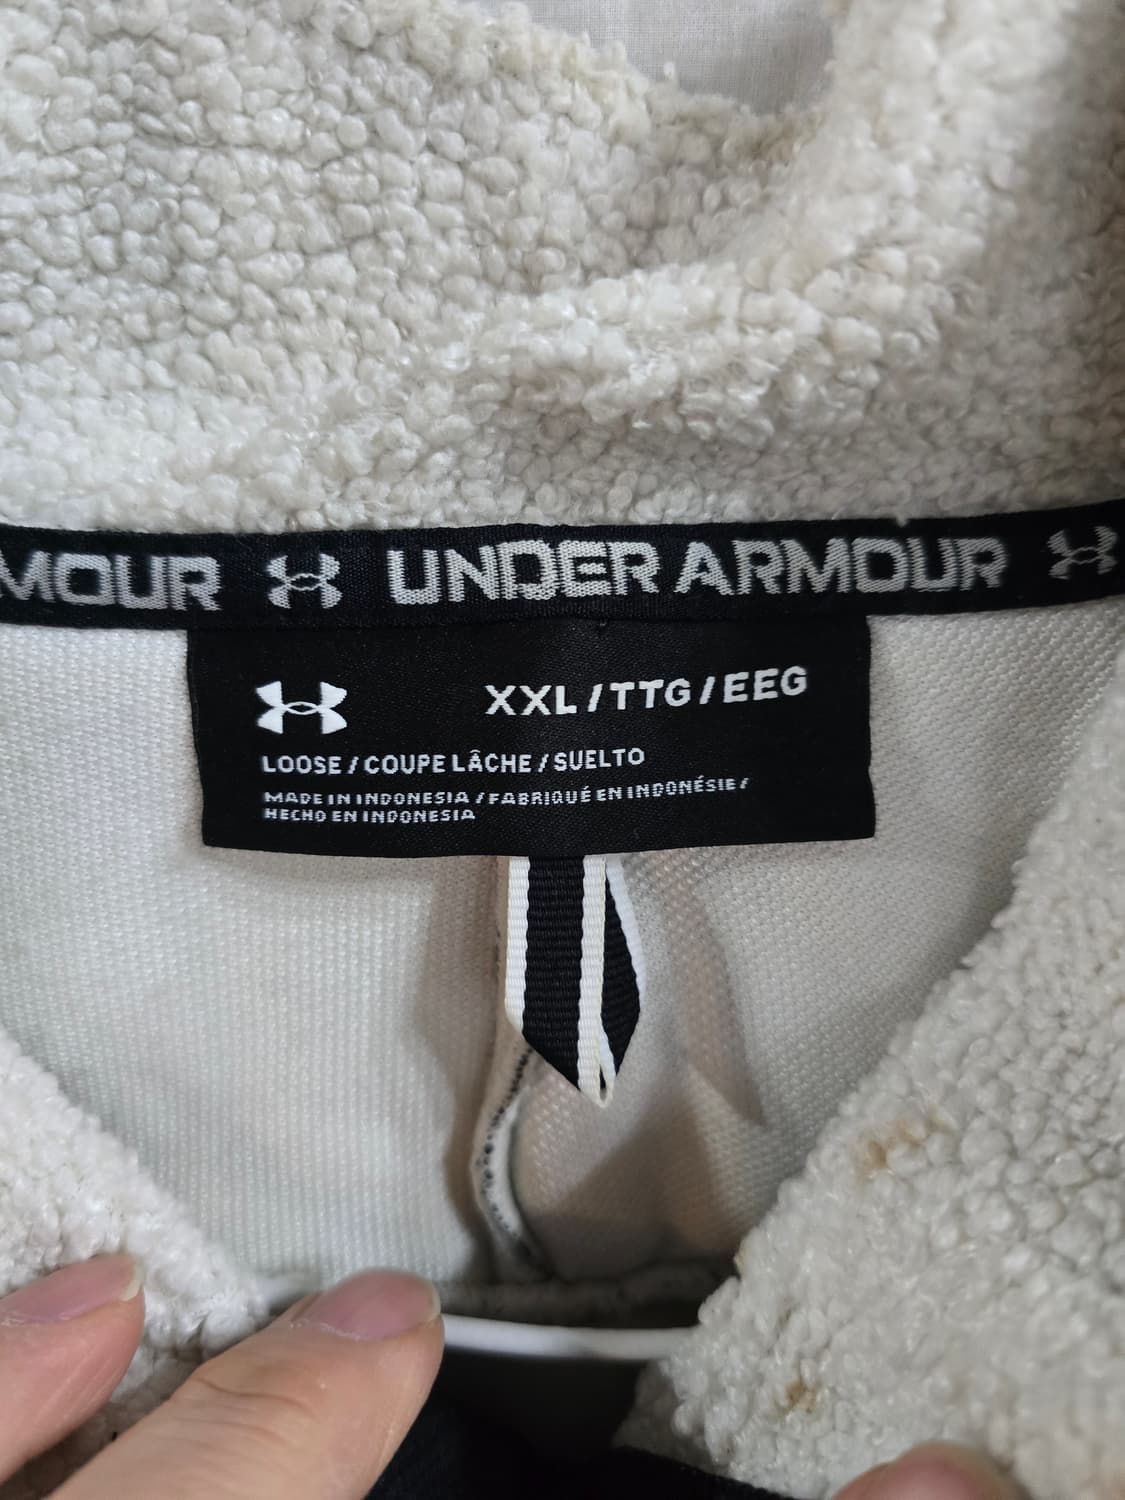 MOUR UNDER ARMOUR
XXL / TTG / EEG
LOOSE / COUPE LÂCHE / SUELTO
MADE IN INDONESIA / FABRIQUÉ EN INDONÉSIE /
HECHO EN INDONESIA